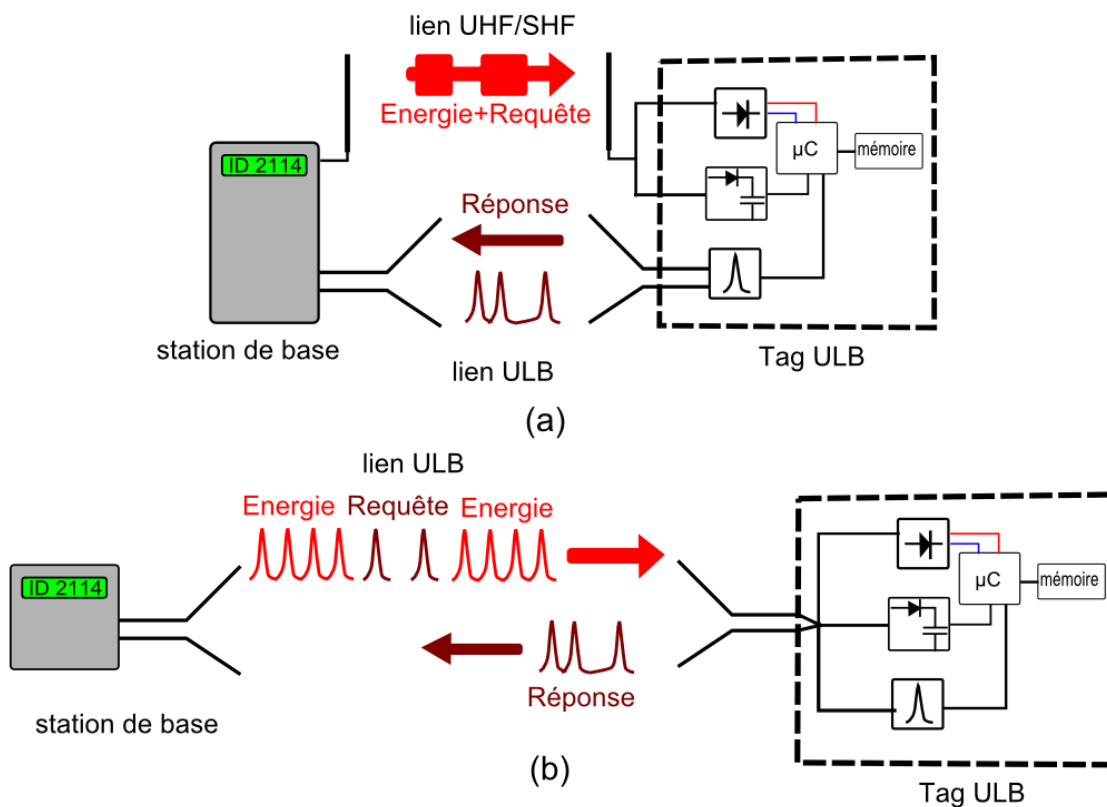 lien UHF/SHF
Energie+Requête
ID 2114
µC
mémoire
Réponse
station de base
lien ULB
Tag ULB
(a)
lien ULB
Energie Requête Energie
ID 2114
µC
mémoire
Réponse
station de base
Tag ULB
(b)